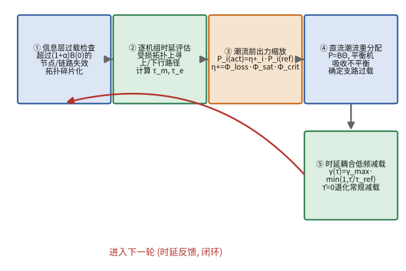 ① 信息层过载检查
超过(1+α)B(0)的
节点/链路失效
拓扑碎片化
② 逐机组时延评估
受损拓扑上寻
上/下行路径
计算 τ_m, τ_e
③ 潮流前出力缩放
P_i(act)=η+_i·P_i(ref)
η+=Φ_loss·Φ_sat·Φ_crit
④ 直流潮流重分配
P=BΘ, 平衡机
吸收不平衡
确定支路过载
⑤ 时延耦合低频减载
γ(τ̄)=γ_max·
min(1,τ̄/τ_ref)
τ̄=0退化常规减载
进入下一轮 (时延反馈, 闭环)